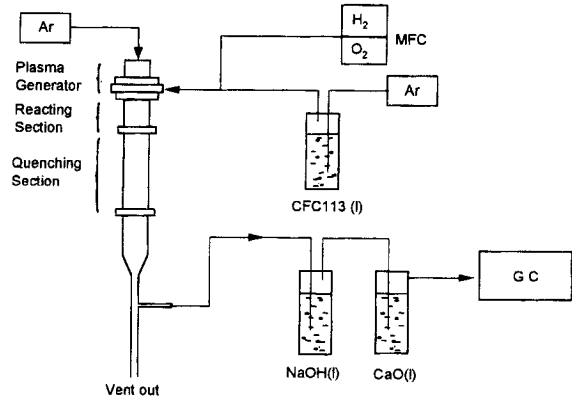 Ar
H2
O2
MFC
Plasma
Generator
Reacting
Section
Quenching
Section
Ar
CFC113 (l)
G C
NaOH(l)
CaO(l)
Vent out